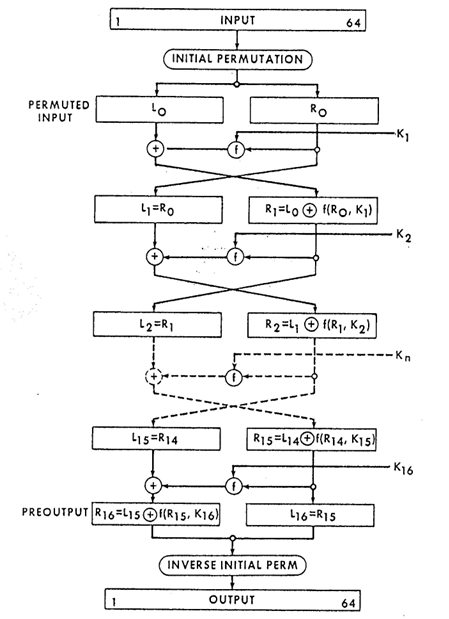 1 INPUT 64
INITIAL PERMUTATION
PERMUTED INPUT
L₀ R₀
K₁
+ f
L₁=R₀ R₁=L₀ ⊕ f(R₀, K₁)
K₂
+ f
L₂=R₁ R₂=L₁ ⊕ f(R₁, K₂)
Kₙ
+ f
L₁₅=R₁₄ R₁₅=L₁₄⊕f(R₁₄, K₁₅)
K₁₆
+ f
PREOUTPUT R₁₆=L₁₅⊕f(R₁₅, K₁₆) L₁₆=R₁₅
INVERSE INITIAL PERM
1 OUTPUT 64